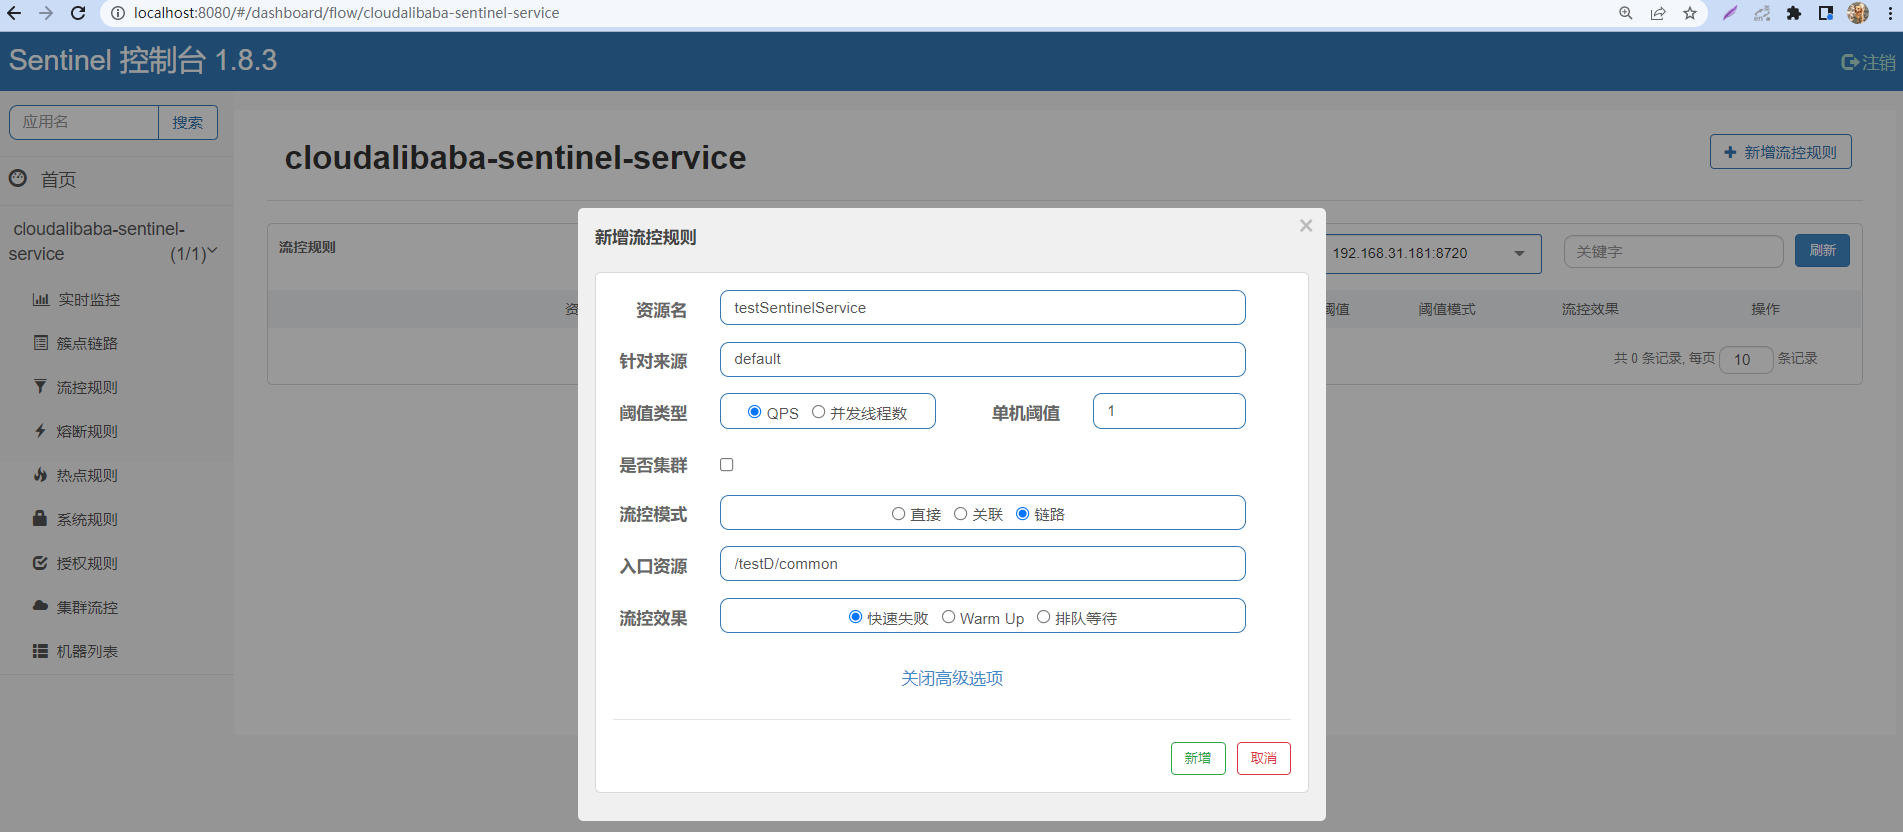 localhost:8080/#/dashboard/flow/cloudalibaba-sentinel-service
Sentinel 控制台 1.8.3
注销
应用名
搜索
首页
cloudalibaba-sentinel-
service
(1/1)
实时监控
簇点链路
流控规则
熔断规则
热点规则
系统规则
授权规则
集群流控
机器列表
cloudalibaba-sentinel-service
新增流控规则
流控规则
192.168.31.181:8720
关键字
刷新
阈值模式
流控效果
操作
共 0 条记录, 每页 10 条记录
新增流控规则
资源名 testSentinelService
针对来源 default
阈值类型 QPS 并发线程数 单机阈值 1
是否集群
流控模式 直接 关联 链路
入口资源 /testD/common
流控效果 快速失败 Warm Up 排队等待
关闭高级选项
新增 取消